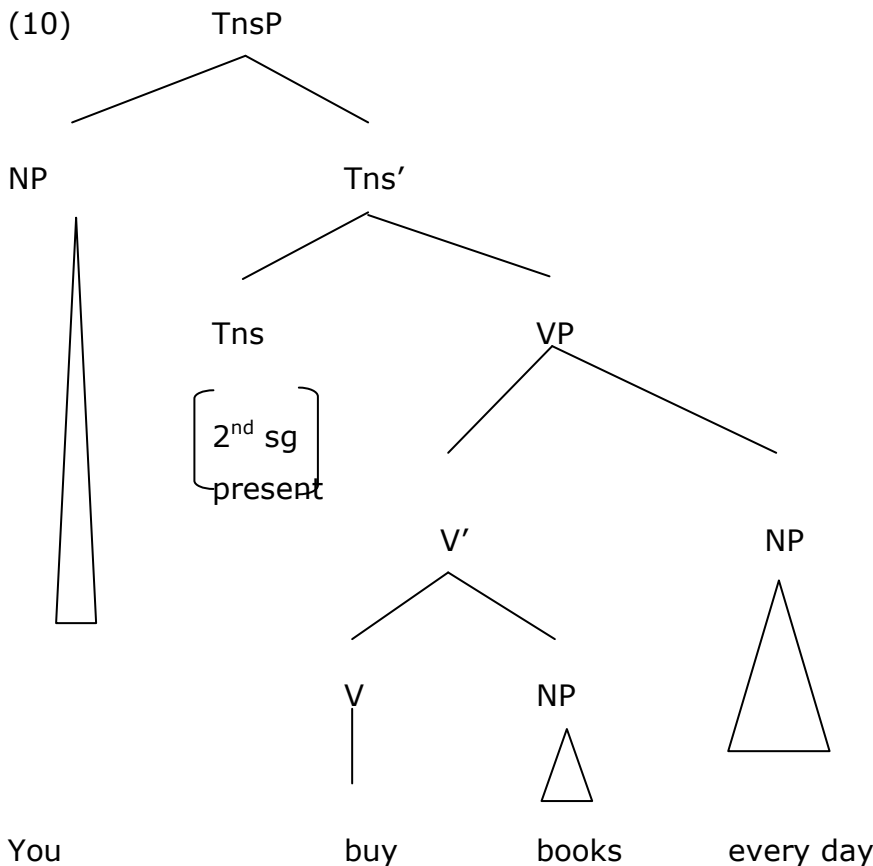 (10) TnsP
NP Tns’
Tns VP
2nd sg
present
V’ NP
V NP
You buy books every day